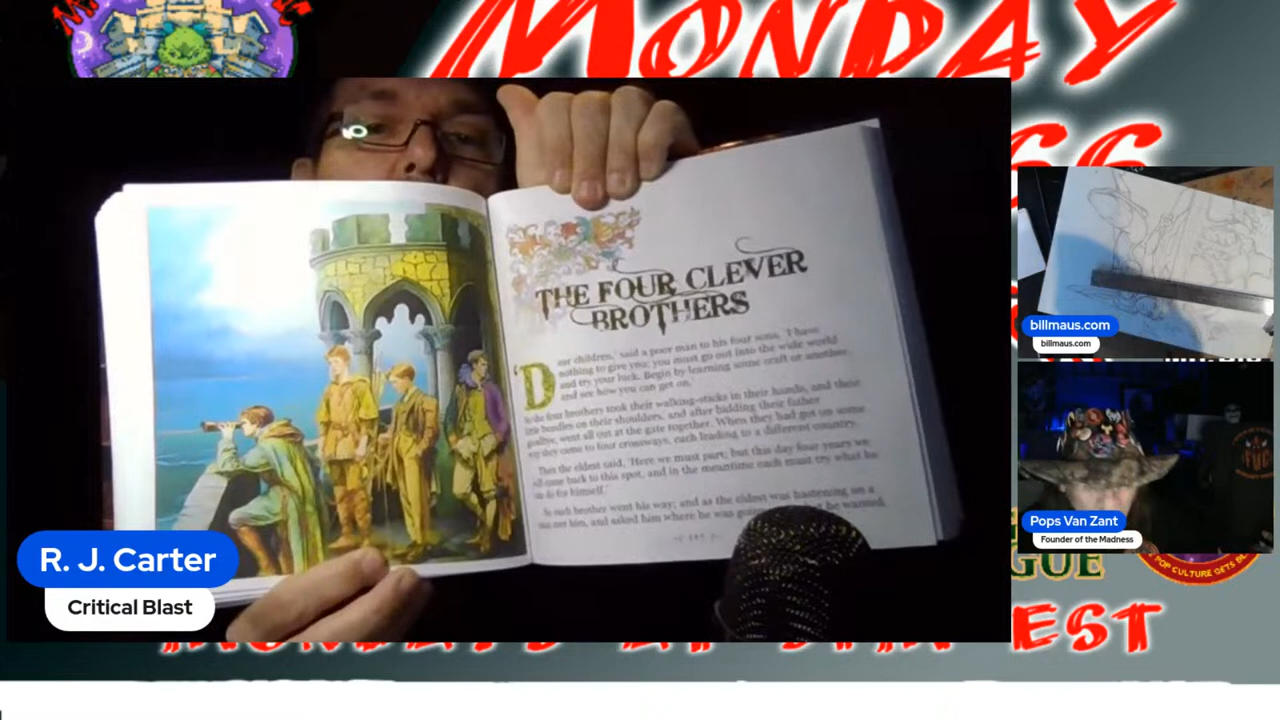 MONDAY
THE FOUR CLEVER
BROTHERS
'Dear children,' said a poor man to his four sons, 'I have
nothing to give you; you must go out into the wide world
and try your luck. Begin by learning some craft or another,
and see how you can get on.'
So the four brothers took their walking-sticks in their hands, and their
little bundles on their shoulders, and after bidding their father
goodbye, went all out at the gate together. When they had got on some
way they came to four crossways, each leading to a different country.
Then the eldest said, 'Here we must part; but this day four years we
will come back to this spot, and in the meantime each must try what he
can do for himself.'
So each brother went his way; and as the eldest was hastening on a
man met him, and asked him where he was going
he wanted,
R. J. Carter
Critical Blast
billmaus.com
billmaus.com
Pops Van Zant
Founder of the Madness
POP CULTURE GETS
EST